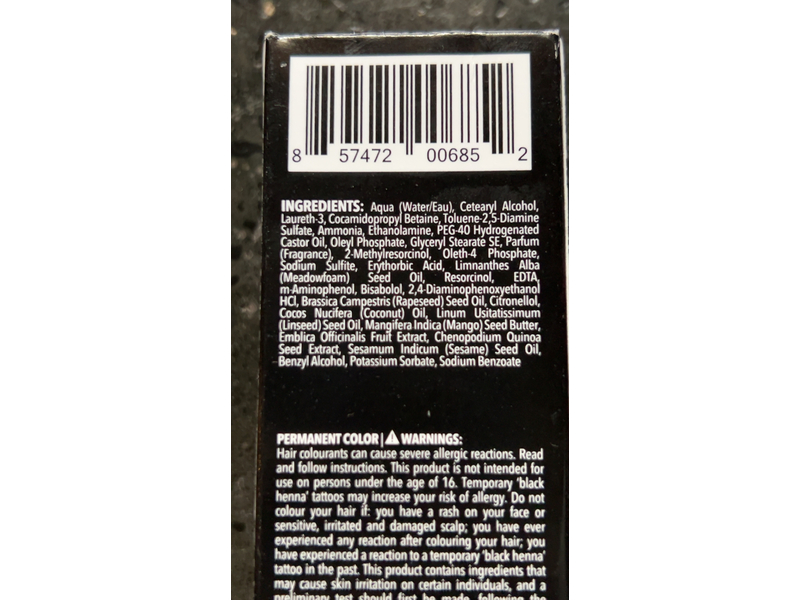 8 57472 00685 2
INGREDIENTS: Aqua (Water/Eau), Cetearyl Alcohol,
Laureth-3, Cocamidopropyl Betaine, Toluene-2,5-Diamine
Sulfate, Ammonia, Ethanolamine, PEG-40 Hydrogenated
Castor Oil, Oleyl Phosphate, Glyceryl Stearate SE, Parfum
(Fragrance), 2-Methylresorcinol, Oleth-4 Phosphate,
Sodium Sulfite, Erythorbic Acid, Limnanthes Alba
(Meadowfoam) Seed Oil, Resorcinol, EDTA,
m-Aminophenol, Bisabolol, 2,4-Diaminophenoxyethanol
HCl, Brassica Campestris (Rapeseed) Seed Oil, Citronellol,
Cocos Nucifera (Coconut) Oil, Linum Usitatissimum
(Linseed) Seed Oil, Mangifera Indica (Mango) Seed Butter,
Emblica Officinalis Fruit Extract, Chenopodium Quinoa
Seed Extract, Sesamum Indicum (Sesame) Seed Oil,
Benzyl Alcohol, Potassium Sorbate, Sodium Benzoate
PERMANENT COLOR | ⚠ WARNINGS:
Hair colourants can cause severe allergic reactions. Read
and follow instructions. This product is not intended for
use on persons under the age of 16. Temporary 'black
henna' tattoos may increase your risk of allergy. Do not
colour your hair if: you have a rash on your face or
sensitive, irritated and damaged scalp; you have ever
experienced any reaction after colouring your hair; you
have experienced a reaction to a temporary 'black henna'
tattoo in the past. This product contains ingredients that
may cause skin irritation on certain individuals, and a
preliminary test should first be made, following the